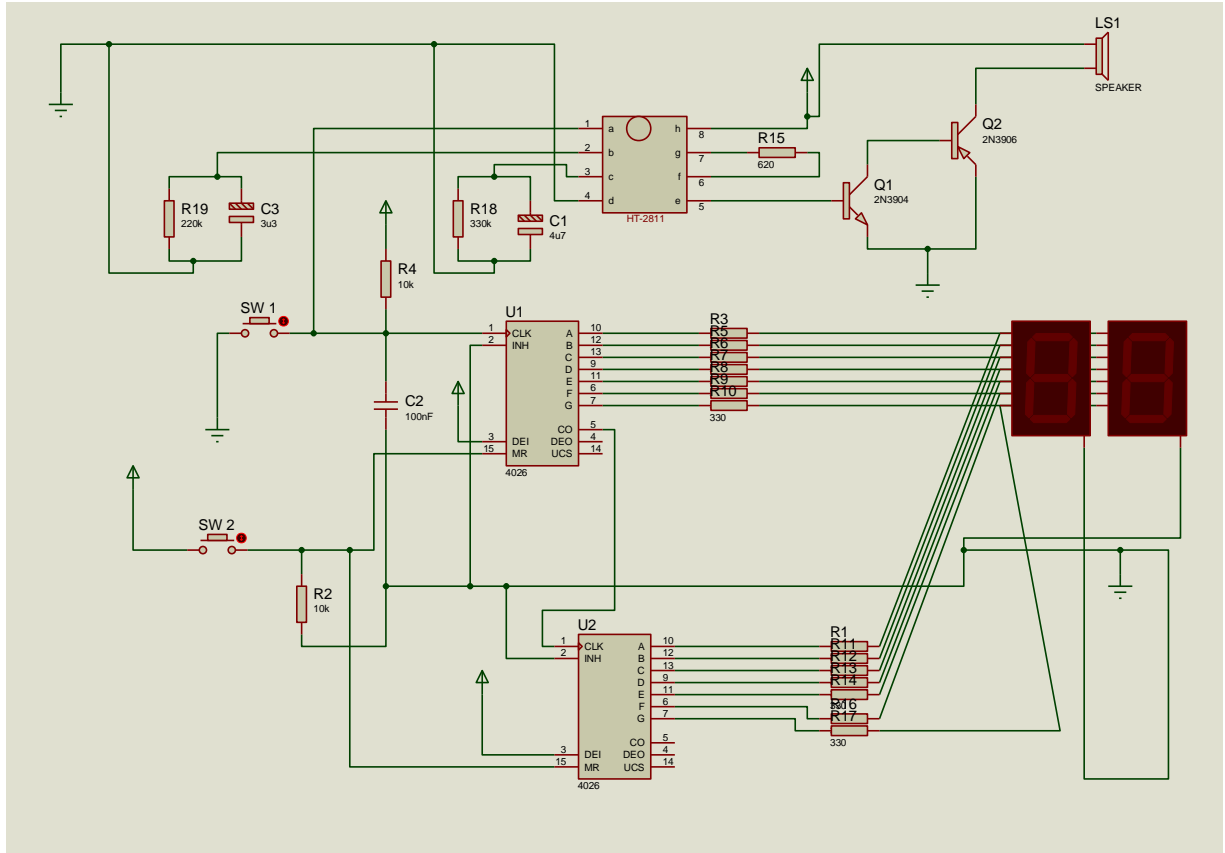 LS1
SPEAKER
Q2
2N3906
Q1
2N3904
R15
620
1 a h 8
2 b g 7
3 c f 6
4 d e 5
HT-2811
R19
220k
C3
3u3
R18
330k
C1
4u7
R4
10k
SW 1
U1
1 CLK A 10
2 INH B 12
C 13
D 9
E 11
F 6
G 7
CO 5
3 DEI DEO 4
15 MR UCS 14
4026
R3
R5
R6
R7
R8
R9
R10
330
C2
100nF
SW 2
R2
10k
U2
1 CLK A 10
2 INH B 12
C 13
D 9
E 11
F 6
G 7
CO 5
3 DEI DEO 4
15 MR UCS 14
4026
R1
R11
R12
R13
R14
R16
R17
330